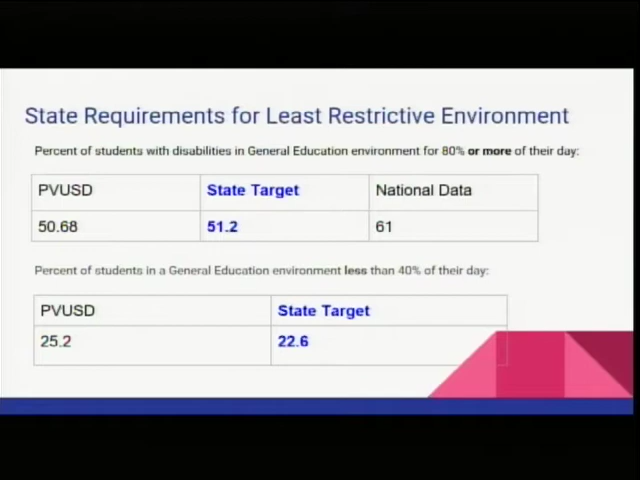 State Requirements for Least Restrictive Environment
Percent of students with disabilities in General Education environment for 80% or more of their day:
PVUSD State Target National Data
50.68 51.2 61
Percent of students in a General Education environment less than 40% of their day:
PVUSD State Target
25.2 22.6